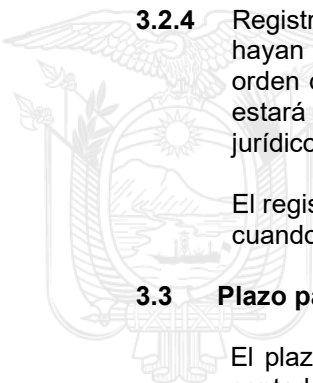 3.2.4 Registr
hayan
orden
estará
jurídico
El regis
cuando
3.3 Plazo pa
El plaz